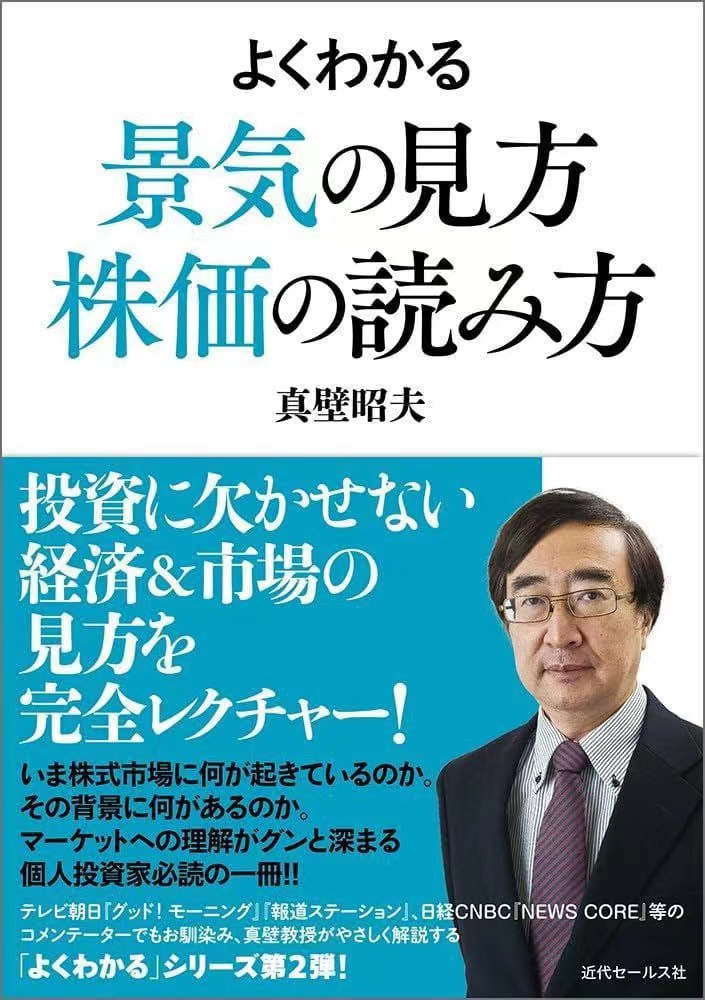 よくわかる
景気の見方
株価の読み方
真壁昭夫
投資に欠かせない
経済&市場の
見方を
完全レクチャー!
いま株式市場に何が起きているのか。
その背景に何があるのか。
マーケットへの理解がグンと深まる
個人投資家必読の一冊!!
テレビ朝日『グッド! モーニング』『報道ステーション』、日経CNBC『NEWS CORE』等の
コメンテーターでもお馴染み、真壁教授がやさしく解説する
「よくわかる」シリーズ第2弾!
近代セールス社